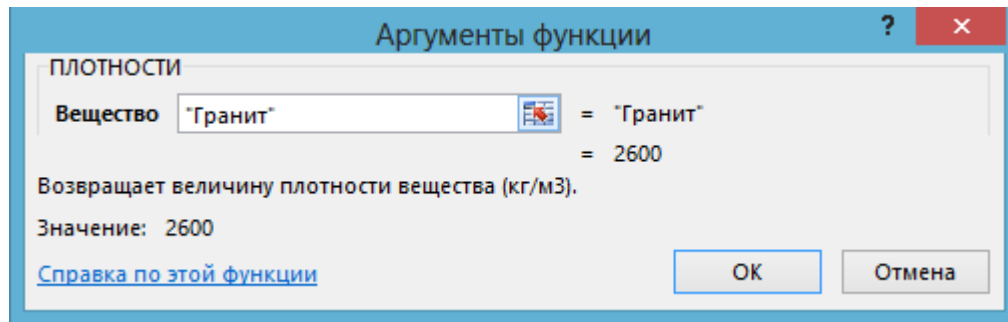 Аргументы функции
?
×
ПЛОТНОСТИ
Вещество "Гранит" = "Гранит"
= 2600
Возвращает величину плотности вещества (кг/м3).
Значение: 2600
Справка по этой функции
ОК
Отмена